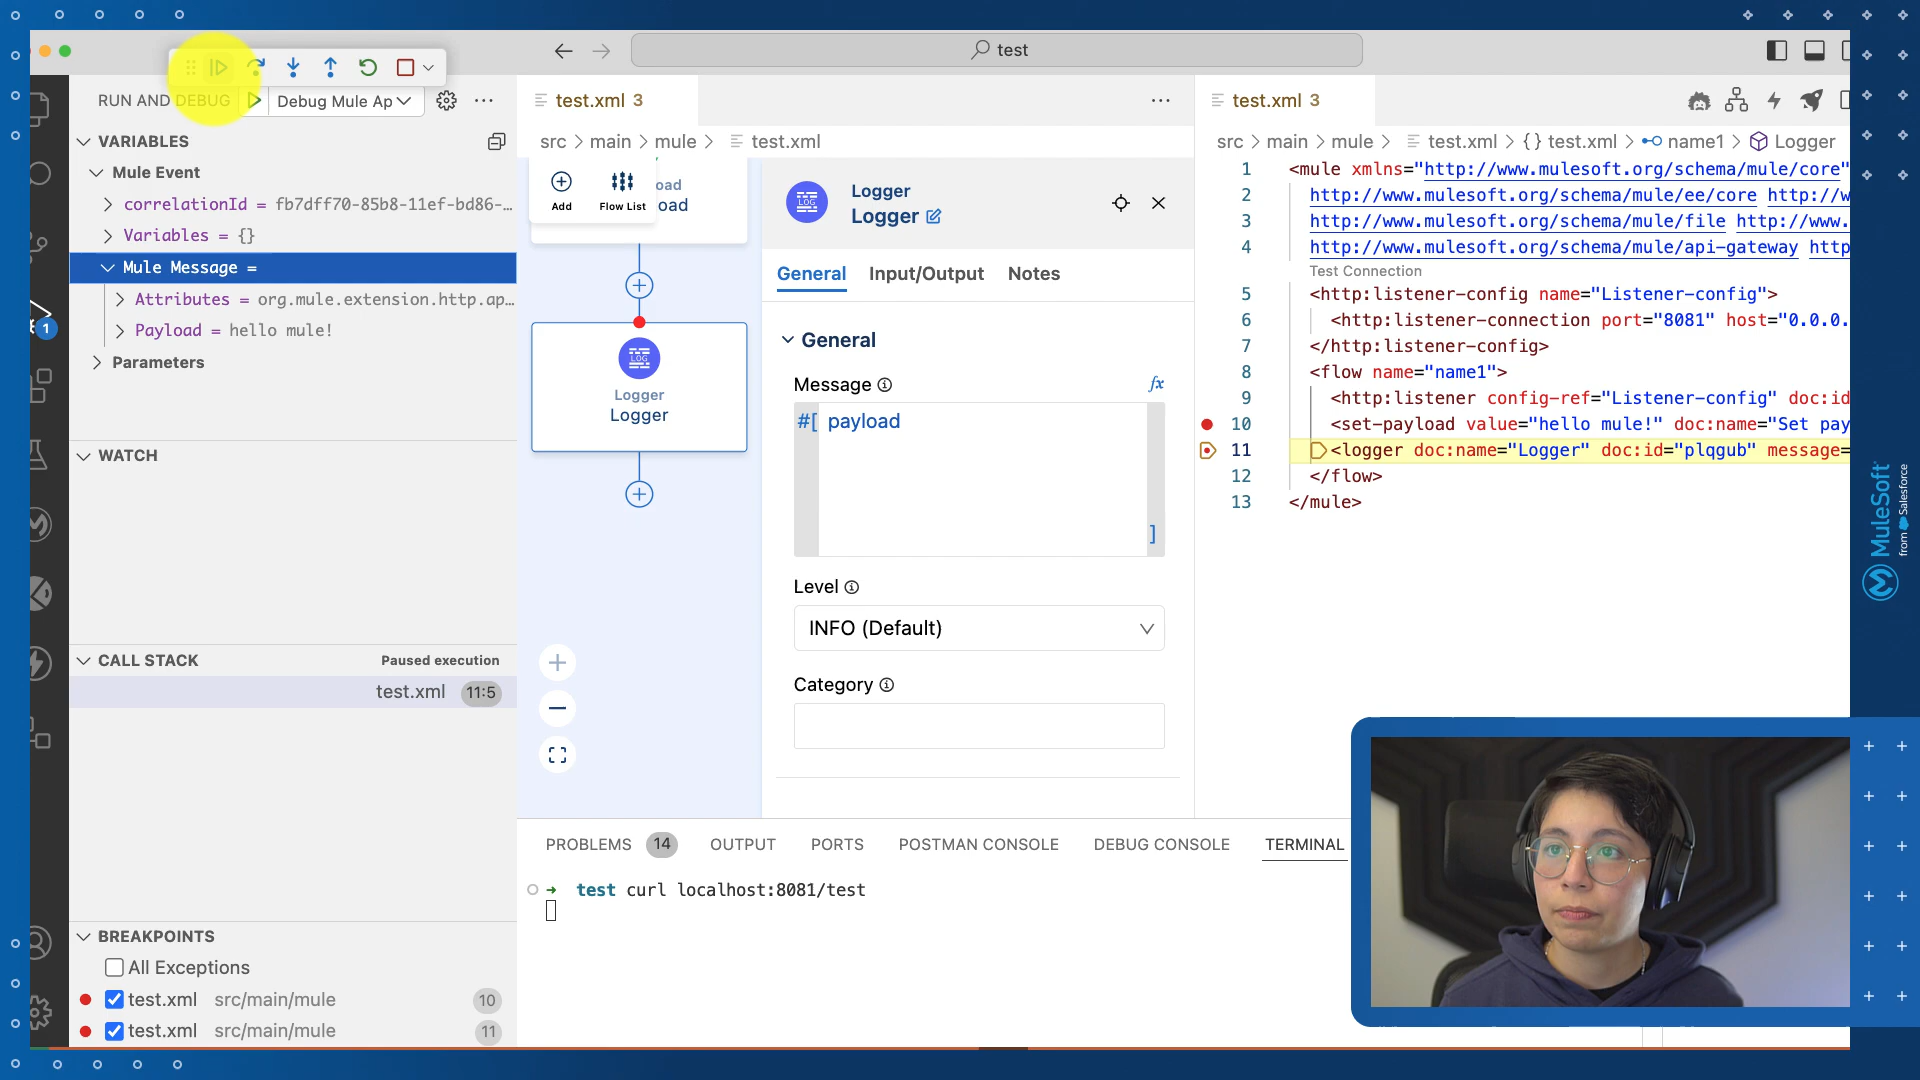 test
RUN AND DEBUG
Debug Mule Ap
VARIABLES
Mule Event
correlationId = fb7dff70-85b8-11ef-bd86-...
Variables = {}
Mule Message =
Attributes = org.mule.extension.http.ap...
Payload = hello mule!
Parameters
WATCH
CALL STACK
Paused execution
test.xml 11:5
BREAKPOINTS
All Exceptions
test.xml src/main/mule 10
test.xml src/main/mule 11
1
test.xml 3
src > main > mule > test.xml
Add
Flow List
oad
oad
LOG
Logger
Logger
LOG
Logger
Logger
General
Input/Output
Notes
General
Message
fx
#[ payload
]
Level
INFO (Default)
Category
test.xml 3
src > main > mule > test.xml > {} test.xml > name1 > Logger
1 <mule xmlns="http://www.mulesoft.org/schema/mule/core"
2 http://www.mulesoft.org/schema/mule/ee/core http://w
3 http://www.mulesoft.org/schema/mule/file http://www.
4 http://www.mulesoft.org/schema/mule/api-gateway http
Test Connection
5 <http:listener-config name="Listener-config">
6 <http:listener-connection port="8081" host="0.0.0.
7 </http:listener-config>
8 <flow name="name1">
9 <http:listener config-ref="Listener-config" doc:id
10 <set-payload value="hello mule!" doc:name="Set pay
11 <logger doc:name="Logger" doc:id="plqgub" message=
12 </flow>
13 </mule>
PROBLEMS 14
OUTPUT
PORTS
POSTMAN CONSOLE
DEBUG CONSOLE
TERMINAL
test curl localhost:8081/test
MuleSoft
from Salesforce